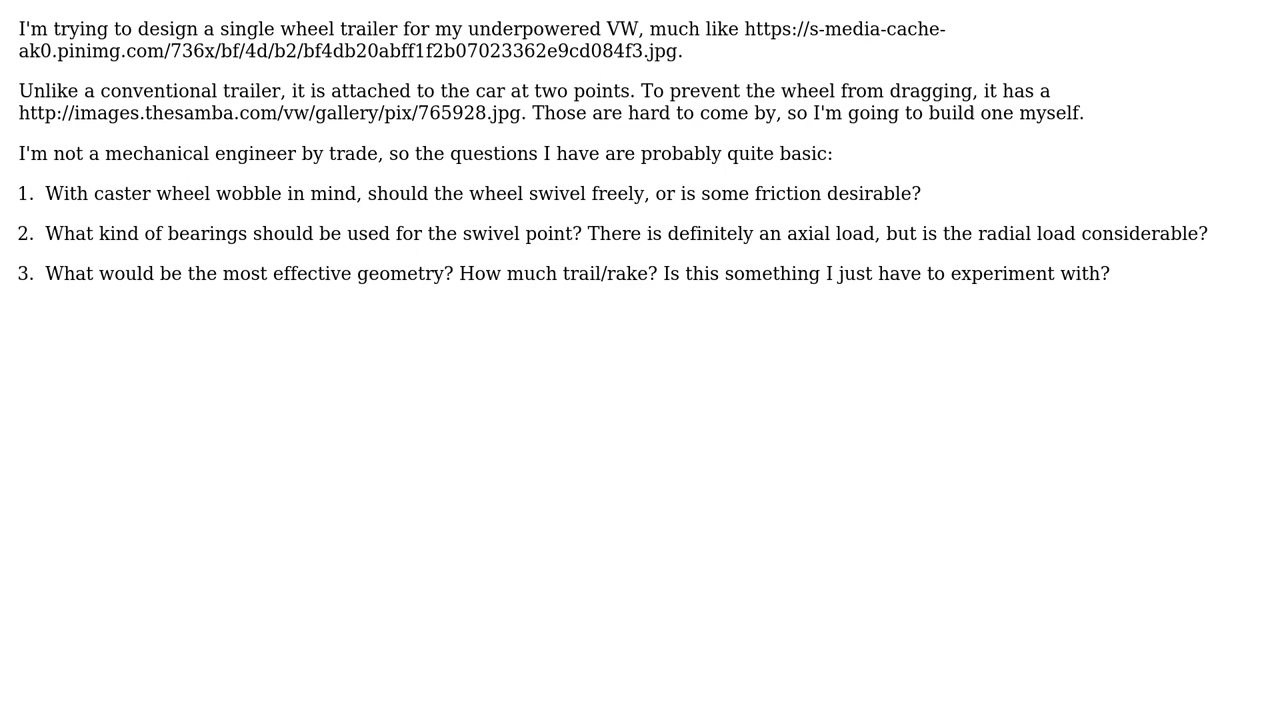 I'm trying to design a single wheel trailer for my underpowered VW, much like https://s-media-cache-
ak0.pinimg.com/736x/bf/4d/b2/bf4db20abff1f2b07023362e9cd084f3.jpg.
Unlike a conventional trailer, it is attached to the car at two points. To prevent the wheel from dragging, it has a
http://images.thesamba.com/vw/gallery/pix/765928.jpg. Those are hard to come by, so I'm going to build one myself.
I'm not a mechanical engineer by trade, so the questions I have are probably quite basic:
1. With caster wheel wobble in mind, should the wheel swivel freely, or is some friction desirable?
2. What kind of bearings should be used for the swivel point? There is definitely an axial load, but is the radial load considerable?
3. What would be the most effective geometry? How much trail/rake? Is this something I just have to experiment with?